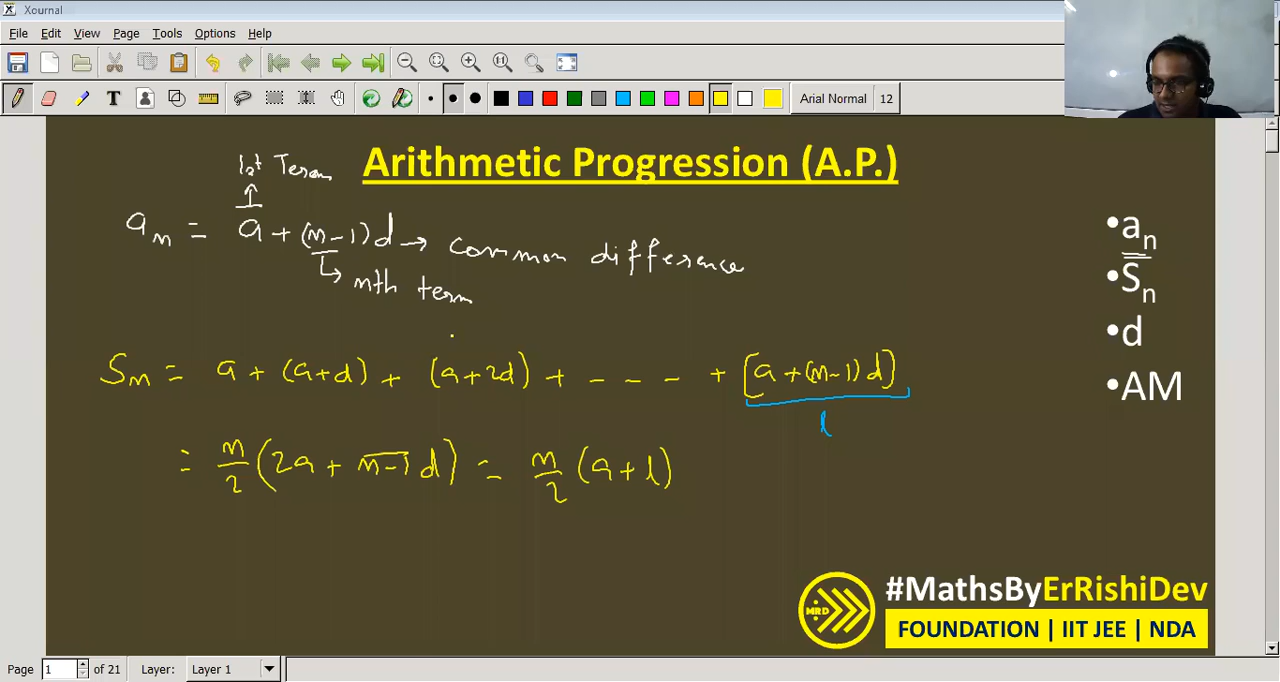 Xournal
File Edit View Page Tools Options Help
Arial Normal 12
Arithmetic Progression (A.P.)
1st Term
aₙ = a + (n-1)d → common difference
nth term
Sₙ = a + (a+d) + (a+2d) + - - - + [a+(n-1)d]
l
= n/2 (2a + n-1 d) = n/2 (a+l)
•aₙ
•Sₙ
•d
•AM
MRD
#MathsByErRishiDev
FOUNDATION | IIT JEE | NDA
Page 1 of 21 Layer: Layer 1